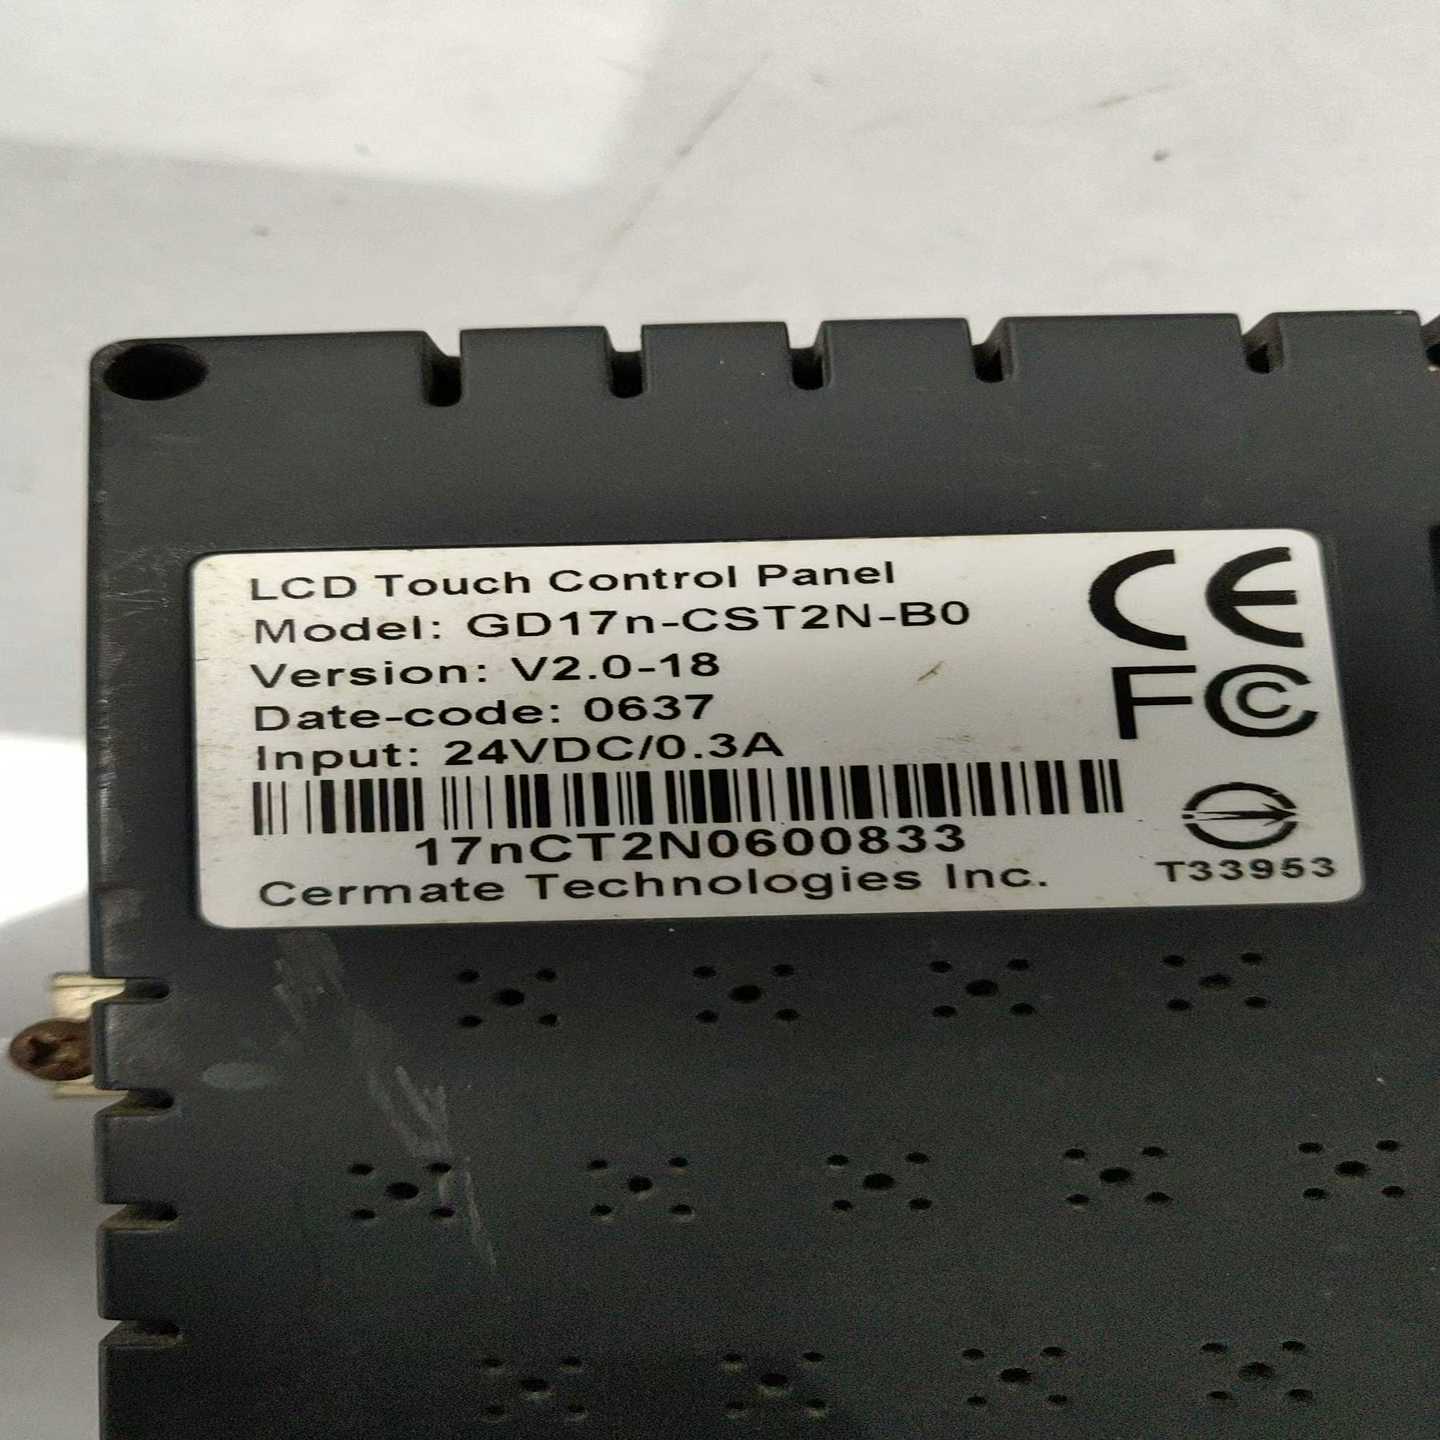 LCD Touch Control Panel
Model: GD17n-CST2N-B0
Version: V2.0-18
Date-code: 0637
Input: 24VDC/0.3A
17nCT2N0600833
Cermate Technologies Inc.
CE
FC
T33953